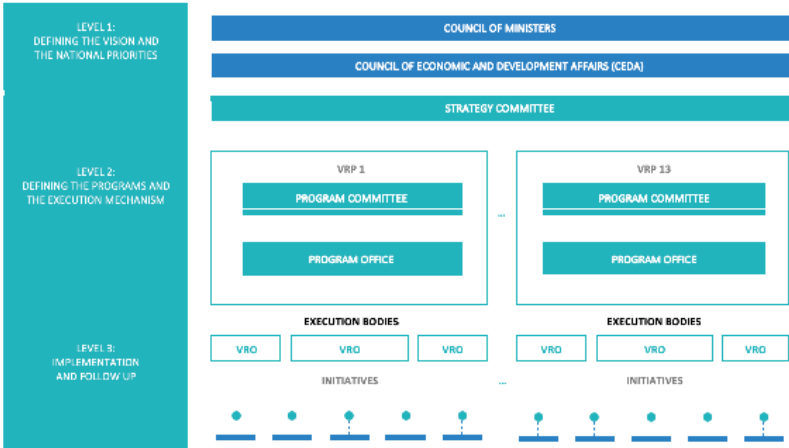 LEVEL 1:
DEFINING THE VISION AND
THE NATIONAL PRIORITIES
COUNCIL OF MINISTERS
COUNCIL OF ECONOMIC AND DEVELOPMENT AFFAIRS (CEDA)
STRATEGY COMMITTEE
LEVEL 2:
DEFINING THE PROGRAMS AND
THE EXECUTION MECHANISM
VRP 1
PROGRAM COMMITTEE
PROGRAM OFFICE
...
VRP 13
PROGRAM COMMITTEE
PROGRAM OFFICE
LEVEL 3:
IMPLEMENTATION
AND FOLLOW UP
EXECUTION BODIES
VRO
VRO
VRO
INITIATIVES
...
EXECUTION BODIES
VRO
VRO
VRO
INITIATIVES